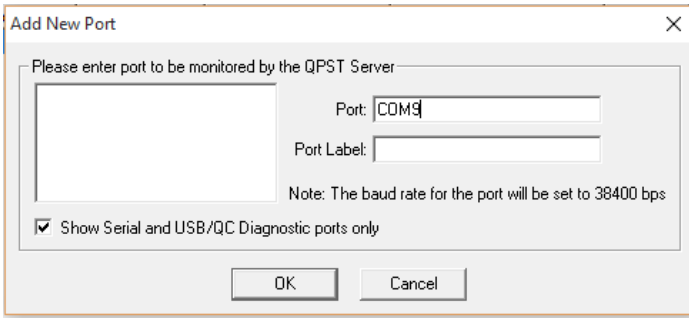 Add New Port
Please enter port to be monitored by the QPST Server
Port: COM9
Port Label:
Note: The baud rate for the port will be set to 38400 bps
Show Serial and USB/QC Diagnostic ports only
OK Cancel